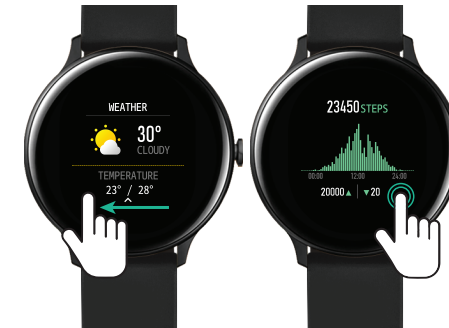 WEATHER
30°
CLOUDY
TEMPERATURE
23° / 28°
23450 STEPS
00:00 12:00 24:00
20000▲ | ▼20